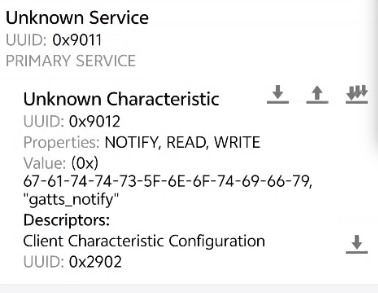 Unknown Service
UUID: 0x9011
PRIMARY SERVICE
Unknown Characteristic
UUID: 0x9012
Properties: NOTIFY, READ, WRITE
Value: (0x)
67-61-74-74-73-5F-6E-6F-74-69-66-79,
"gatts_notify"
Descriptors:
Client Characteristic Configuration
UUID: 0x2902